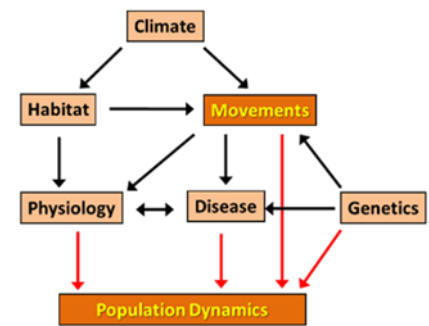 Climate
Habitat
Movements
Physiology
Disease
Genetics
Population Dynamics